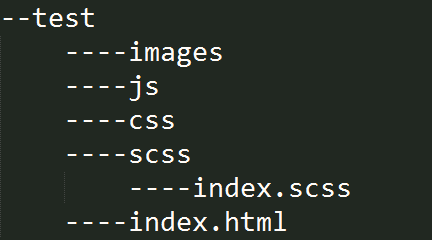 --test
    ----images
    ----js
    ----css
    ----scss
        ----index.scss
    ----index.html